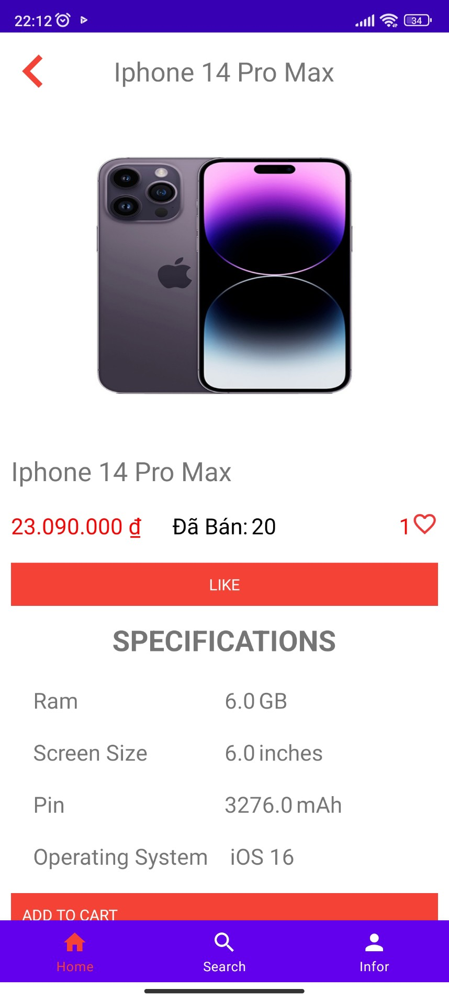 22:12
34
Iphone 14 Pro Max
Iphone 14 Pro Max
23.090.000 ₫ Đã Bán: 20 1
LIKE
SPECIFICATIONS
Ram 6.0 GB
Screen Size 6.0 inches
Pin 3276.0 mAh
Operating System iOS 16
ADD TO CART
Home Search Infor